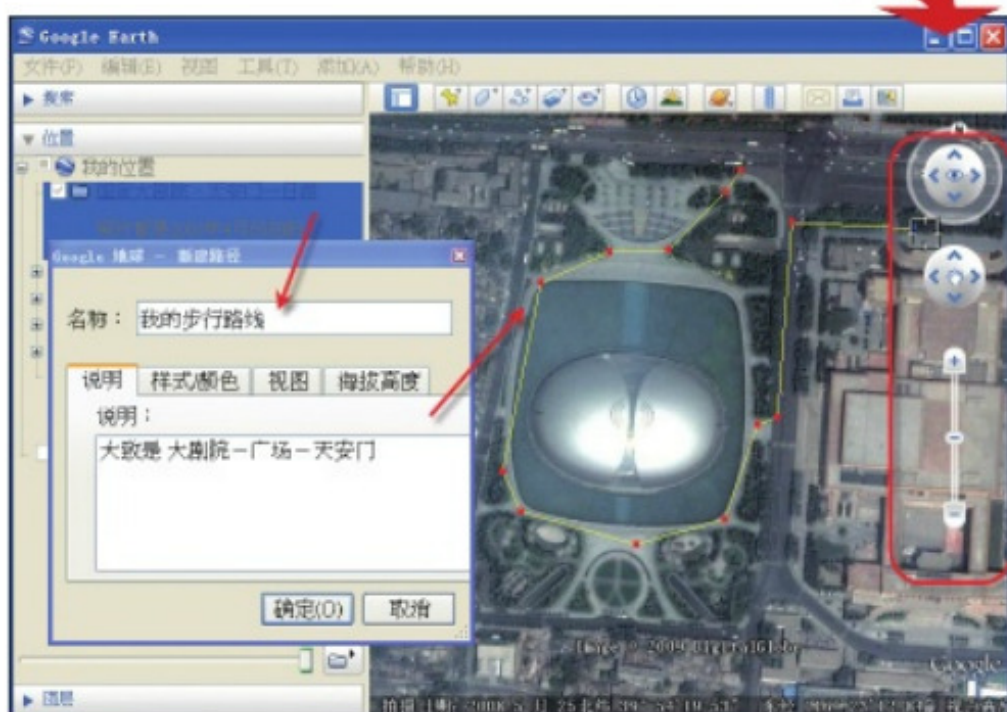 Google Earth
文件(F) 编辑(E) 视图 工具(T) 添加(A) 帮助(H)
搜索
位置
我的位置
Google 地球 - 新建路径
名称： 我的步行路线
说明 样式/颜色 视图 海拔高度
说明：
大致是 大剧院－广场－天安门
确定(O) 取消
图层
Image © 2009 DigitalGlobe
Google